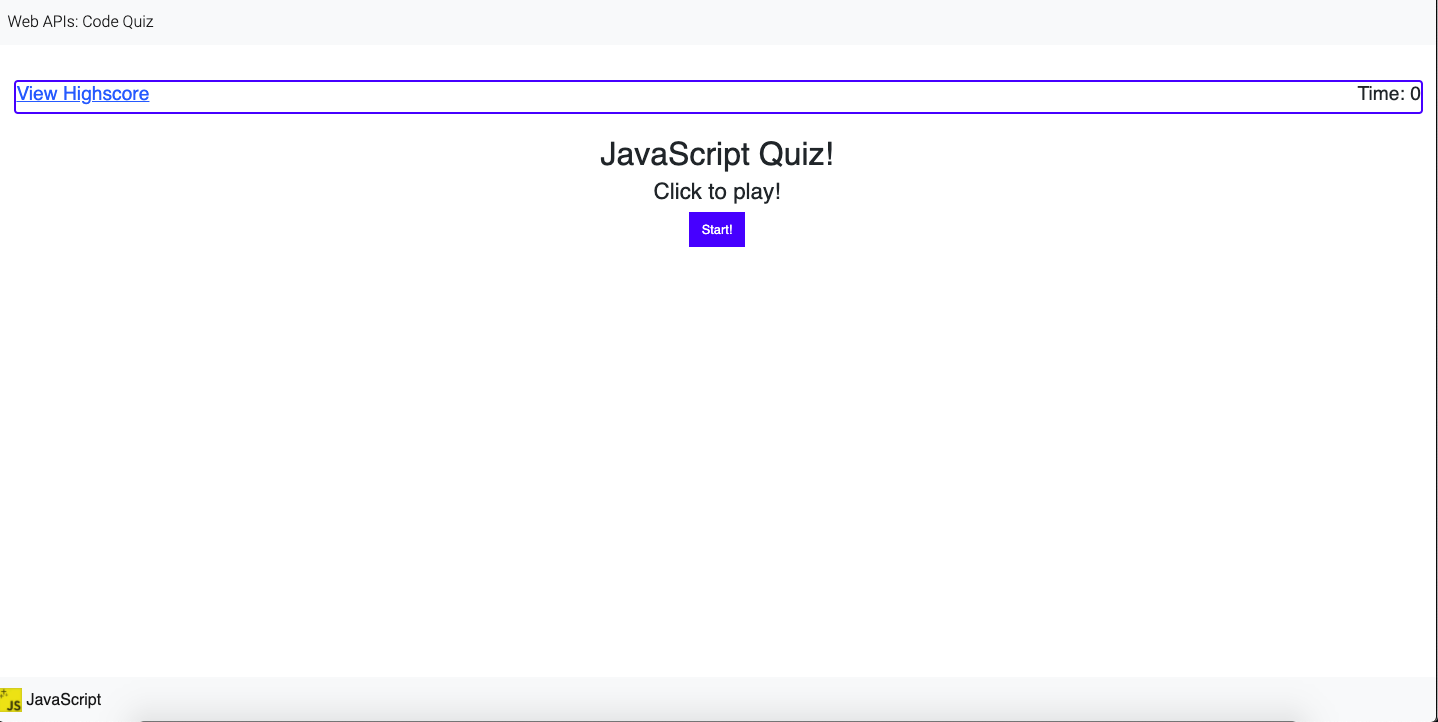 Web APIs: Code Quiz
View Highscore Time: 0
JavaScript Quiz!
Click to play!
Start!
JS JavaScript